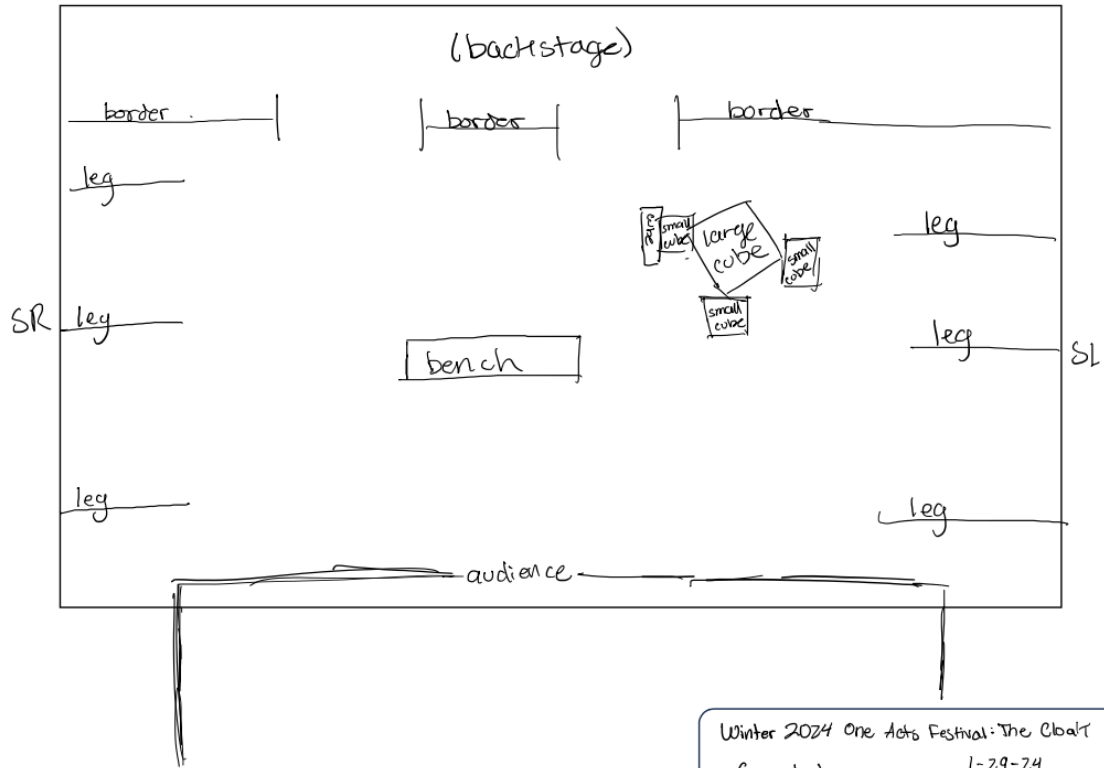 (backstage)
border
border
border
leg
leg
small cube
large cube
small cube
small cube
SR
leg
leg
SL
bench
leg
leg
audience
Winter 2024 One Acts Festival: The Cloak
1-29-24